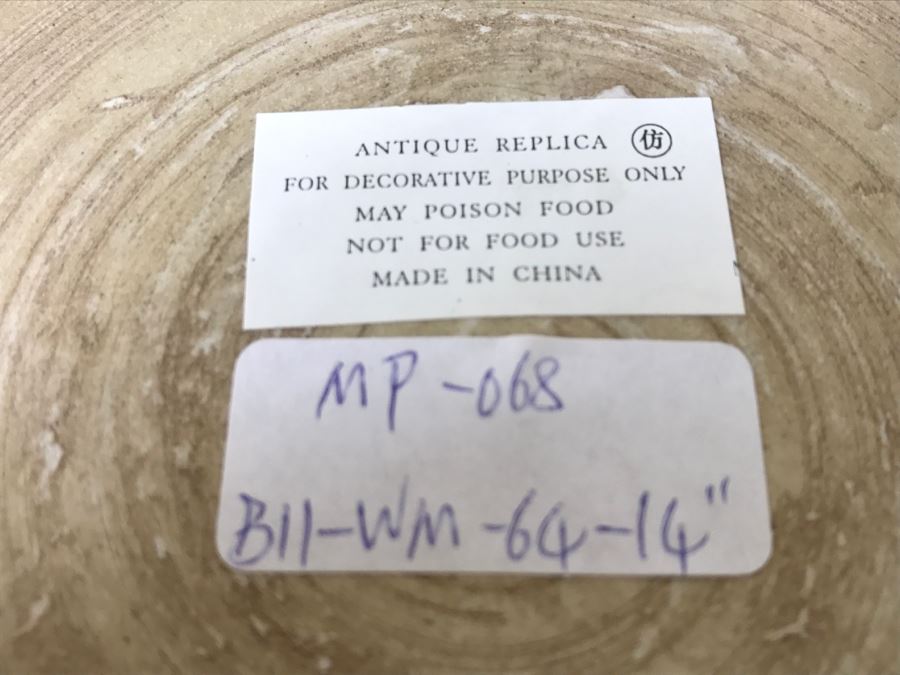 ANTIQUE REPLICA 仿
FOR DECORATIVE PURPOSE ONLY
MAY POISON FOOD
NOT FOR FOOD USE
MADE IN CHINA
MP-068
B11-WM-64-14"